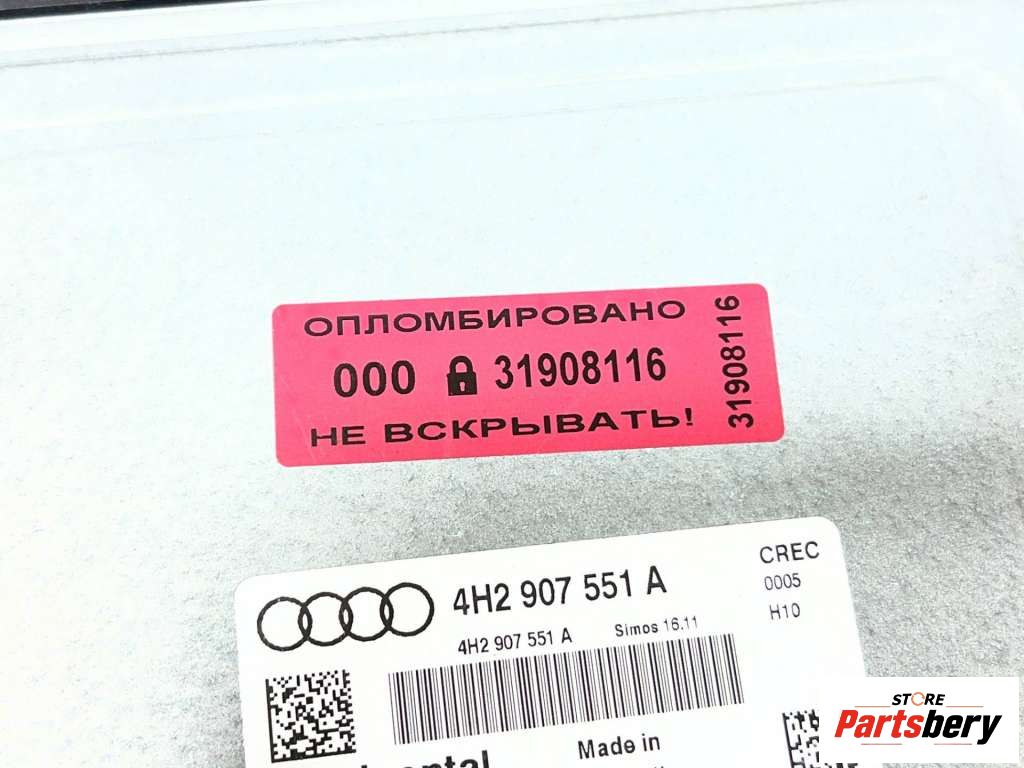 ОПЛОМБИРОВАНО
000 31908116
НЕ ВСКРЫВАТЬ!
31908116
4H2 907 551 A
CREC
0005
H10
4H2 907 551 A Simos 16.11
Made in
STORE
Partsbery